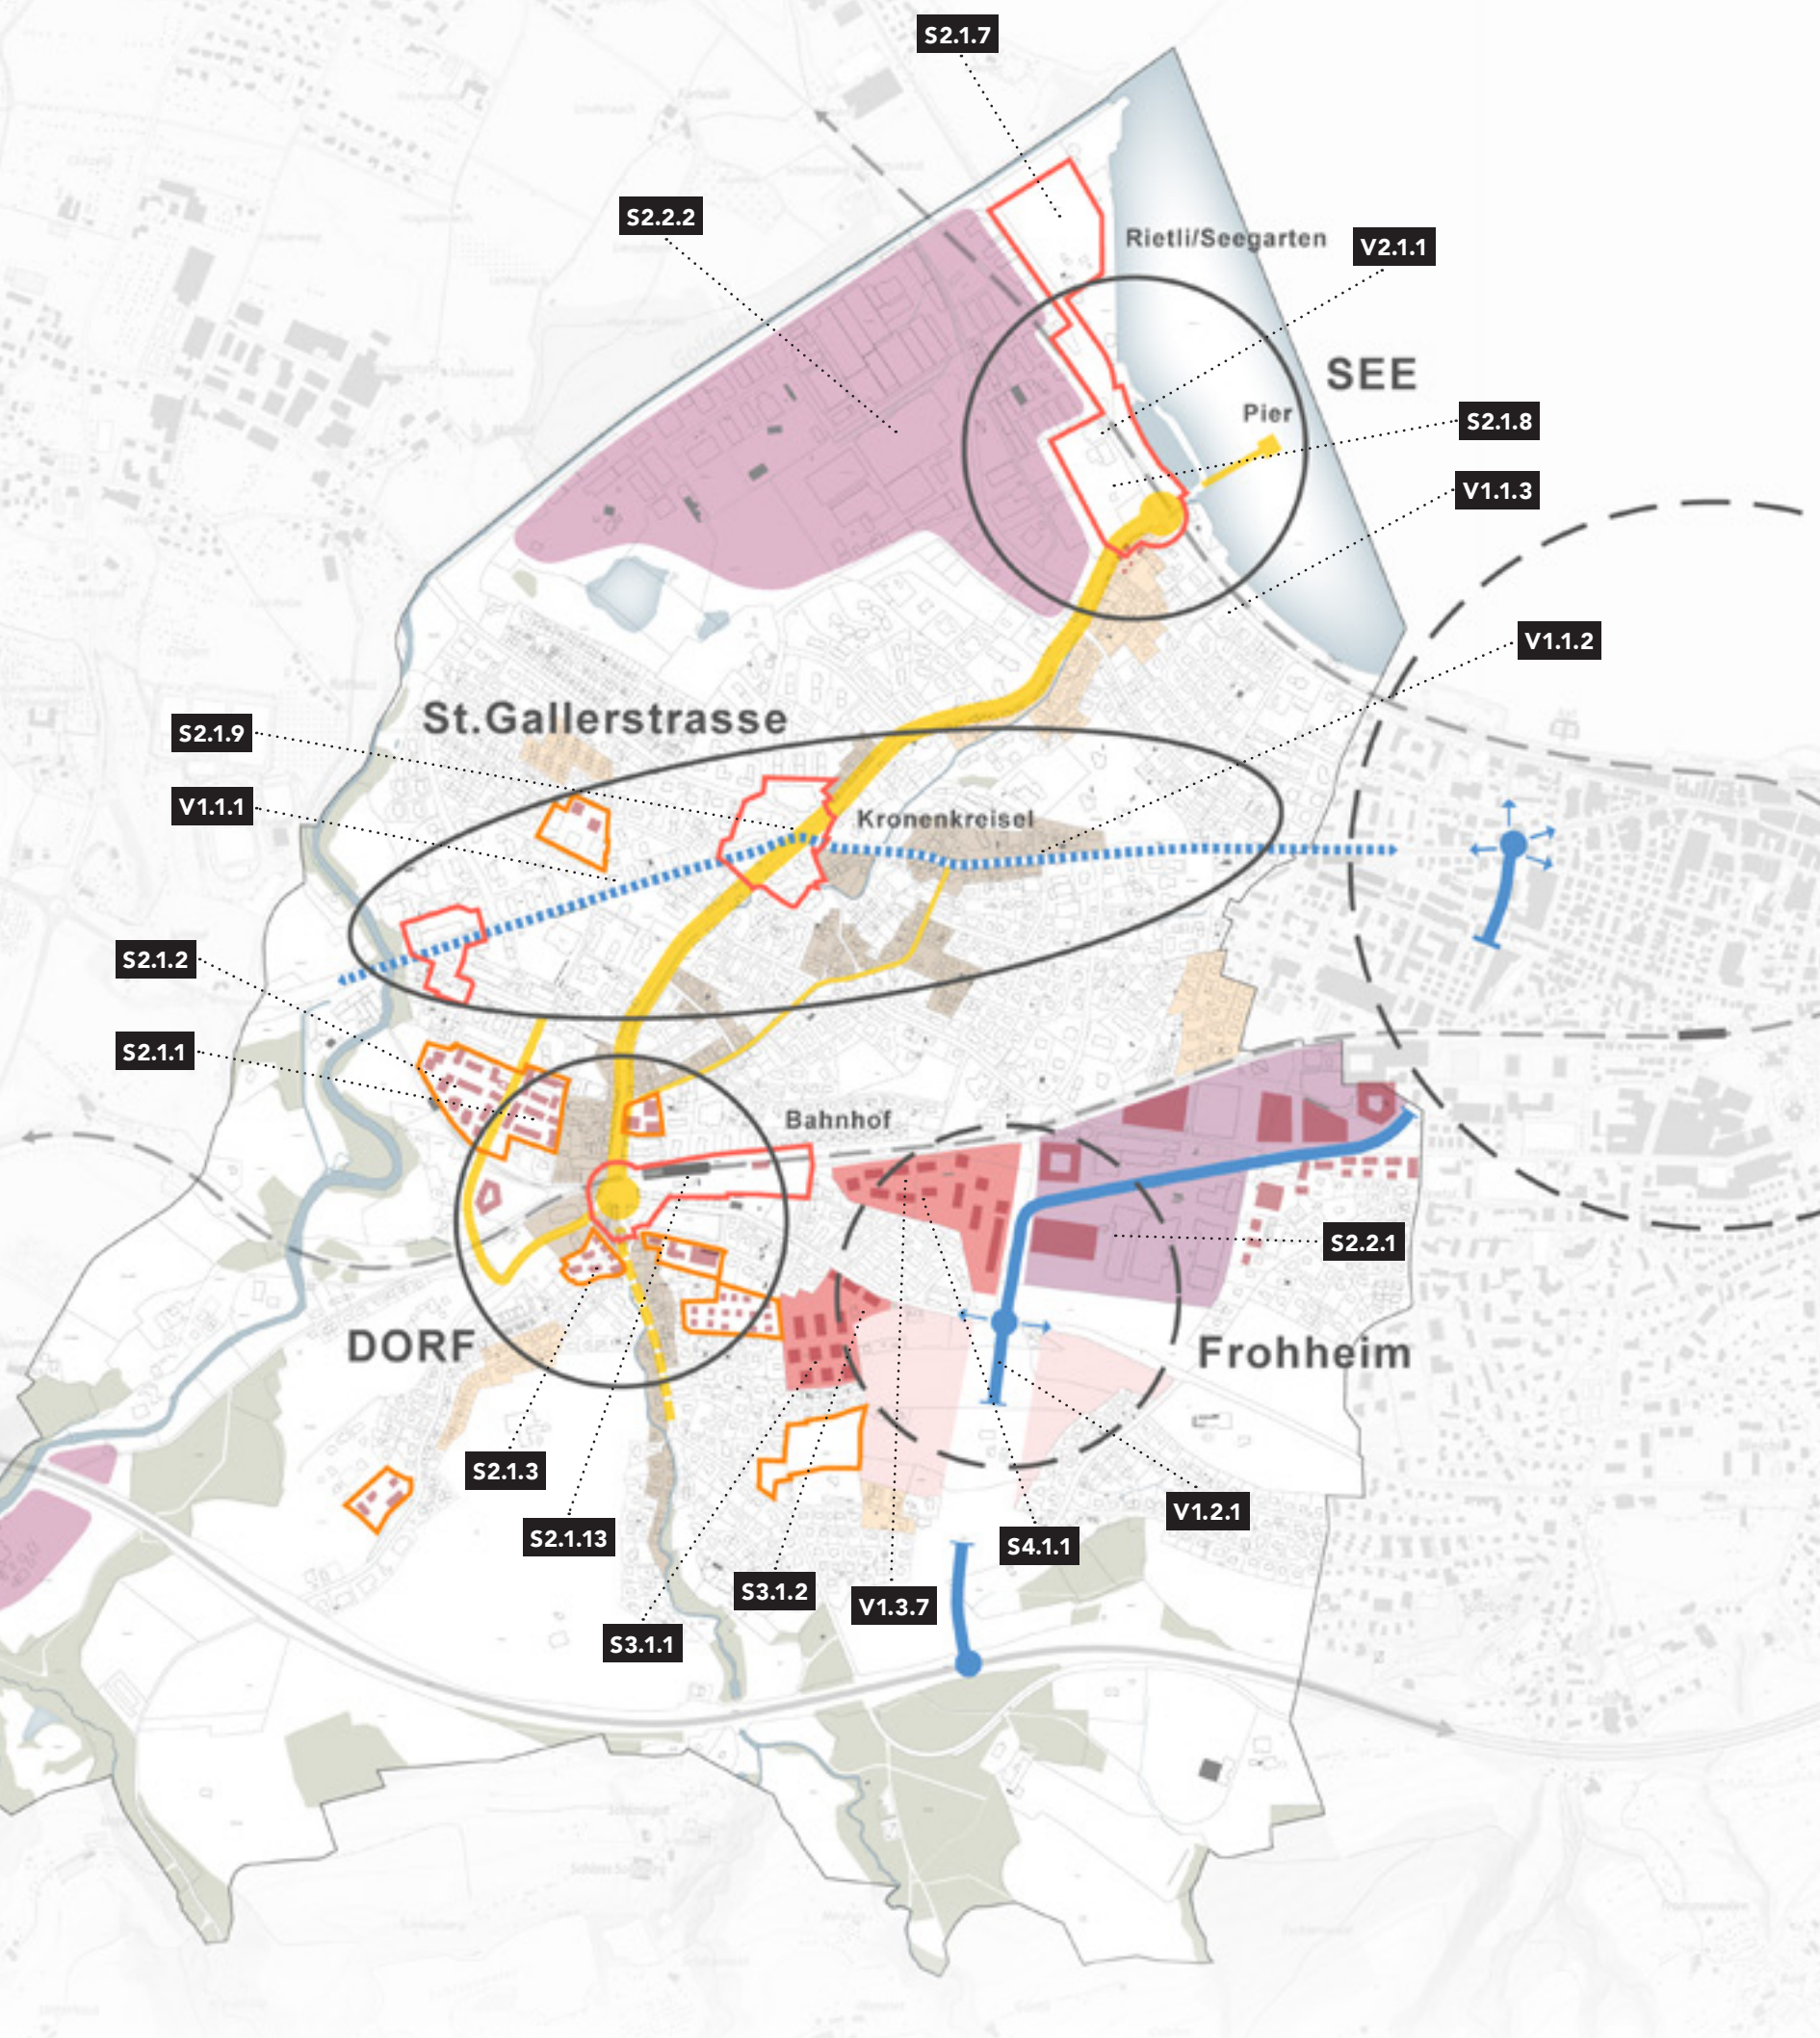 S2.1.7
S2.2.2
Rietli/Seegarten
V2.1.1
SEE
Pier
S2.1.8
V1.1.3
V1.1.2
St.Gallerstrasse
S2.1.9
V1.1.1
Kronenkreisel
S2.1.2
S2.1.1
Bahnhof
S2.2.1
DORF
Frohheim
S2.1.3
V1.2.1
S2.1.13
S4.1.1
S3.1.2
V1.3.7
S3.1.1